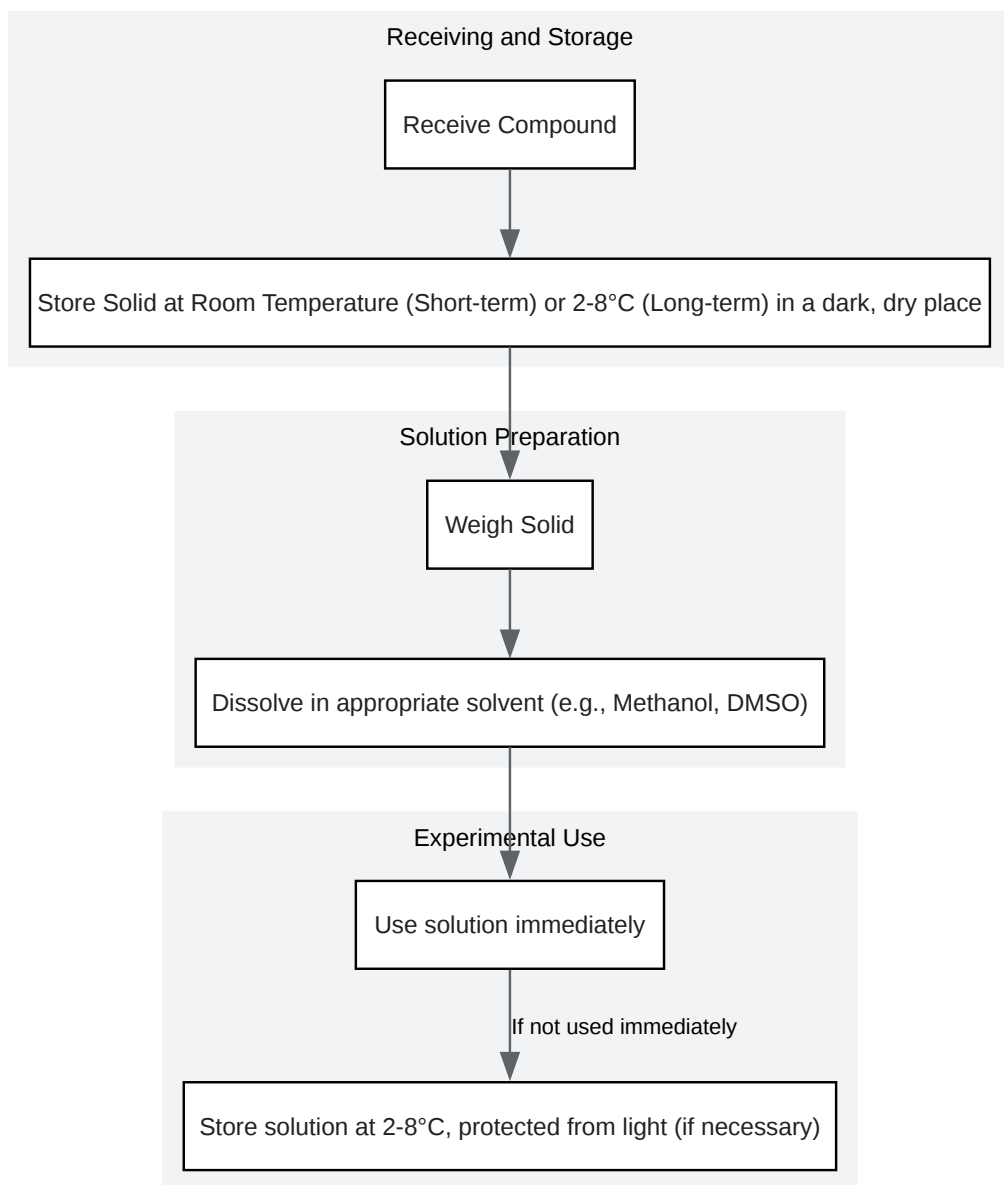 Receiving and Storage
Receive Compound
Store Solid at Room Temperature (Short-term) or 2-8°C (Long-term) in a dark, dry place
Solution Preparation
Weigh Solid
Dissolve in appropriate solvent (e.g., Methanol, DMSO)
Experimental Use
Use solution immediately
If not used immediately
Store solution at 2-8°C, protected from light (if necessary)